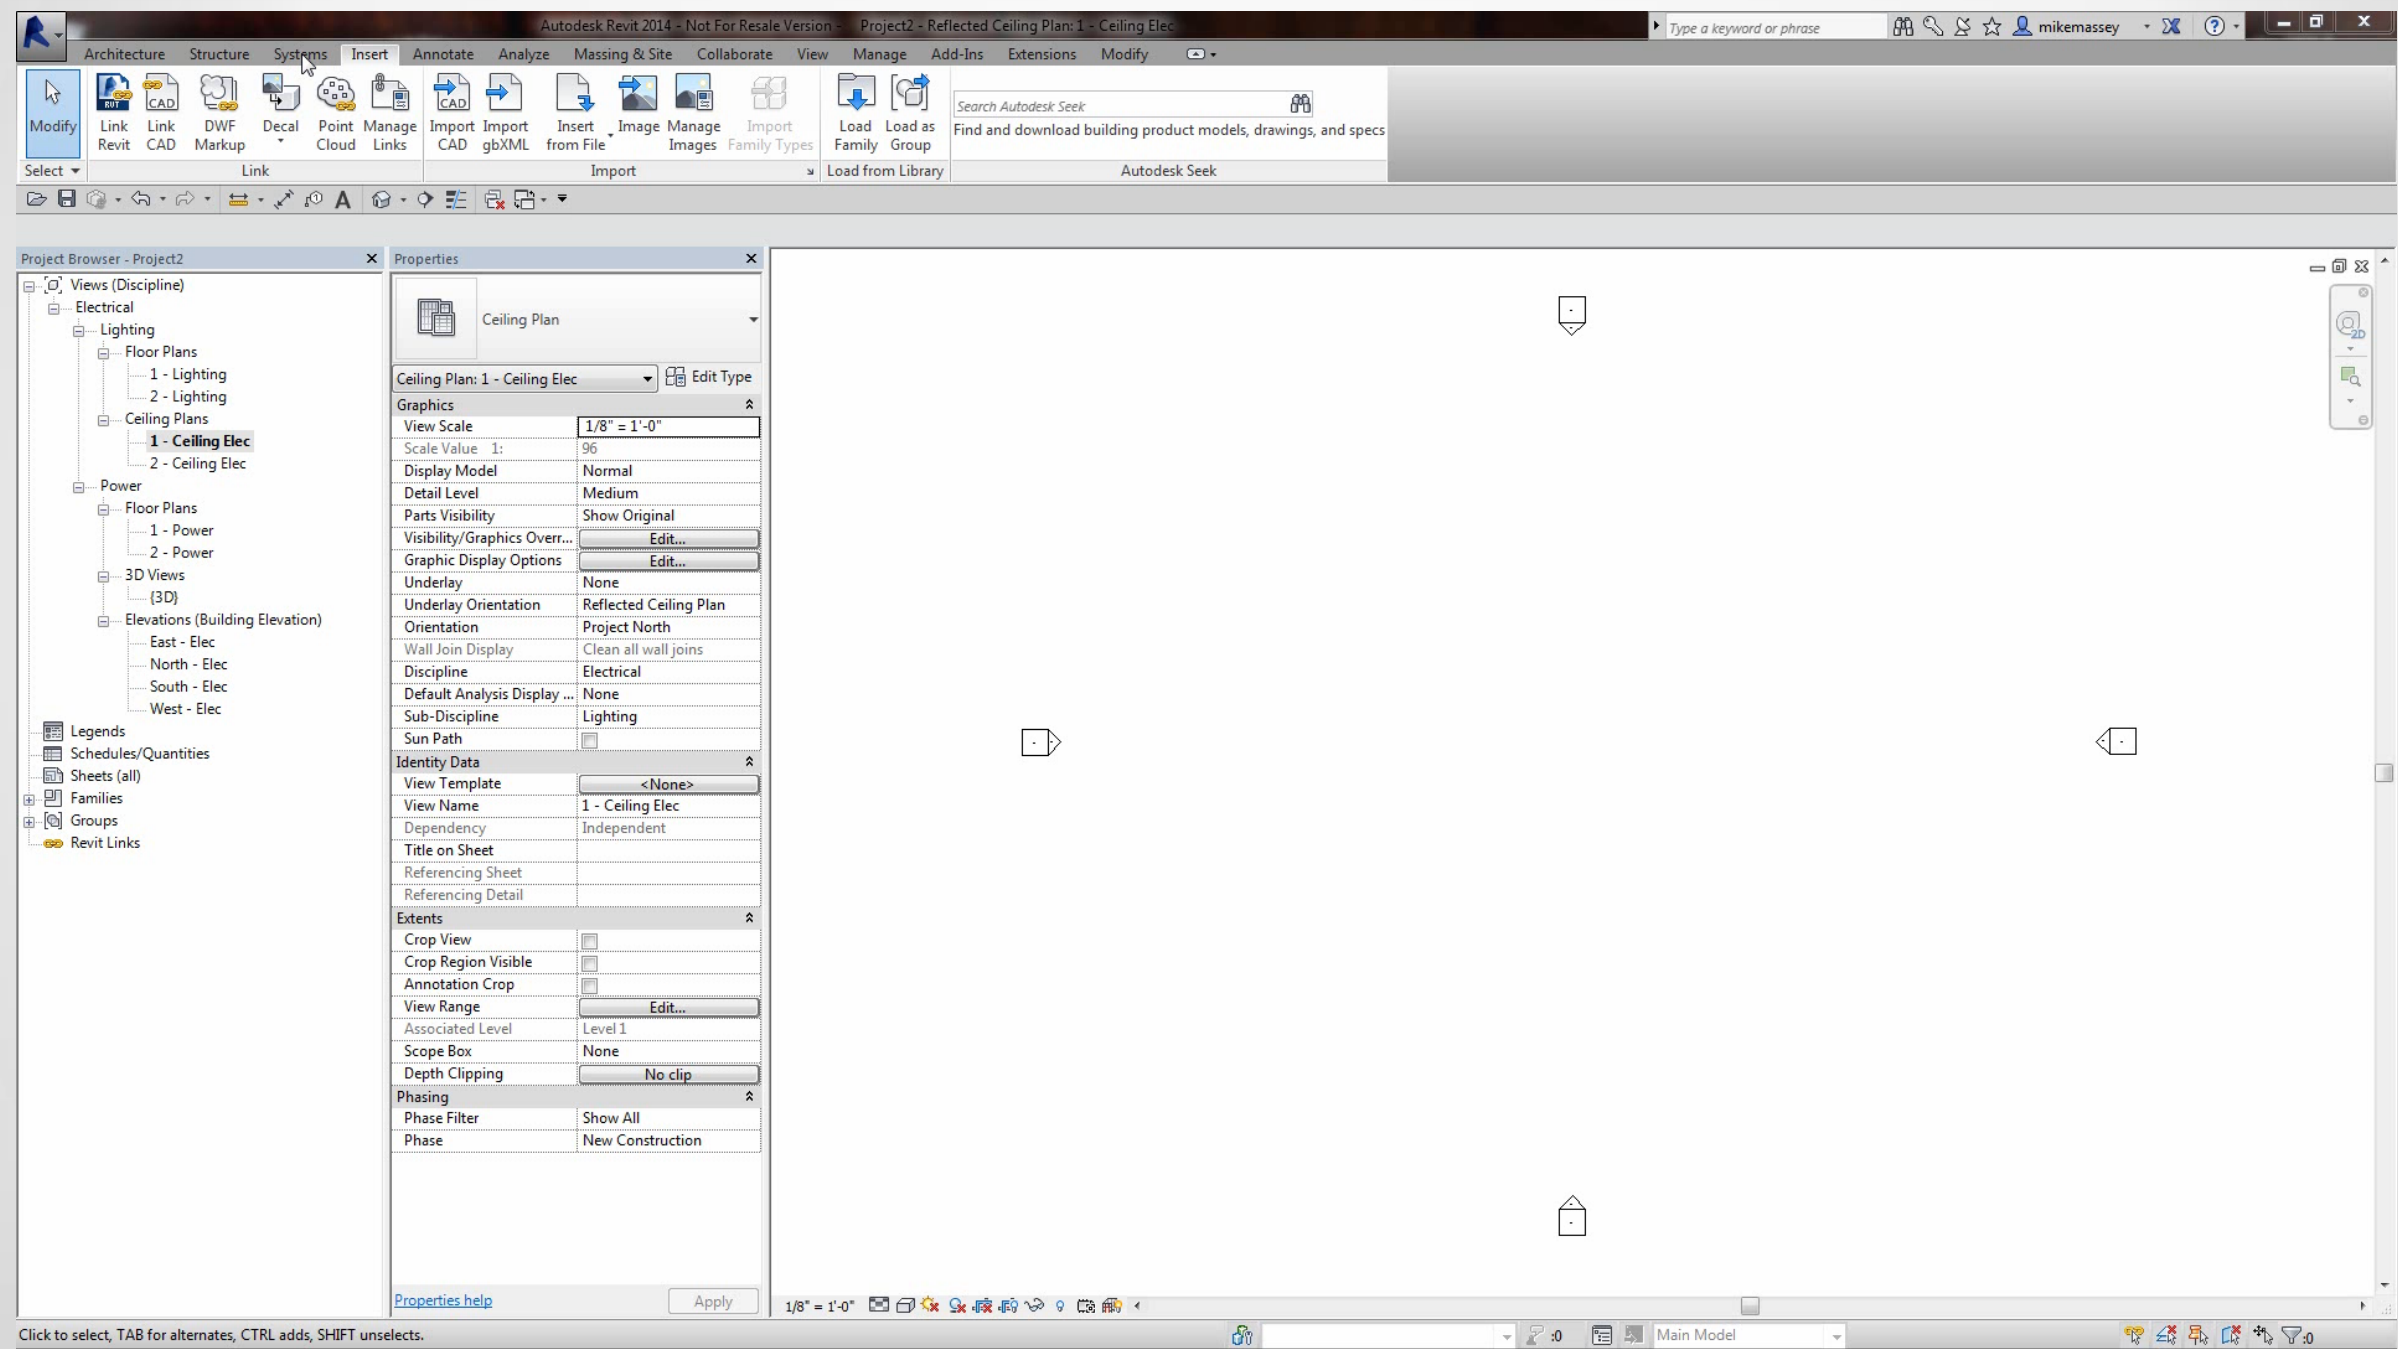 Autodesk Revit 2014 - Not For Resale Version - Project2 - Reflected Ceiling Plan: 1 - Ceiling Elec
Type a keyword or phrase
mikemassey
Architecture Structure Systems Insert Annotate Analyze Massing & Site Collaborate View Manage Add-Ins Extensions Modify
Modify
Link Revit
Link CAD
DWF Markup
Decal
Point Cloud
Manage Links
Import CAD
Import gbXML
Insert from File
Image
Manage Images
Import Family Types
Load Family
Load as Group
Search Autodesk Seek
Find and download building product models, drawings, and specs
Select
Link
Import
Load from Library
Autodesk Seek
Project Browser - Project2
Views (Discipline)
Electrical
Lighting
Floor Plans
1 - Lighting
2 - Lighting
Ceiling Plans
1 - Ceiling Elec
2 - Ceiling Elec
Power
Floor Plans
1 - Power
2 - Power
3D Views
{3D}
Elevations (Building Elevation)
East - Elec
North - Elec
South - Elec
West - Elec
Legends
Schedules/Quantities
Sheets (all)
Families
Groups
Revit Links
Properties
Ceiling Plan
Ceiling Plan: 1 - Ceiling Elec
Edit Type
Graphics
View Scale 1/8" = 1'-0"
Scale Value 1: 96
Display Model Normal
Detail Level Medium
Parts Visibility Show Original
Visibility/Graphics Overr... Edit...
Graphic Display Options Edit...
Underlay None
Underlay Orientation Reflected Ceiling Plan
Orientation Project North
Wall Join Display Clean all wall joins
Discipline Electrical
Default Analysis Display ... None
Sub-Discipline Lighting
Sun Path
Identity Data
View Template <None>
View Name 1 - Ceiling Elec
Dependency Independent
Title on Sheet
Referencing Sheet
Referencing Detail
Extents
Crop View
Crop Region Visible
Annotation Crop
View Range Edit...
Associated Level Level 1
Scope Box None
Depth Clipping No clip
Phasing
Phase Filter Show All
Phase New Construction
Properties help
Apply
2D
1/8" = 1'-0"
Click to select, TAB for alternates, CTRL adds, SHIFT unselects.
:0
Main Model
:0